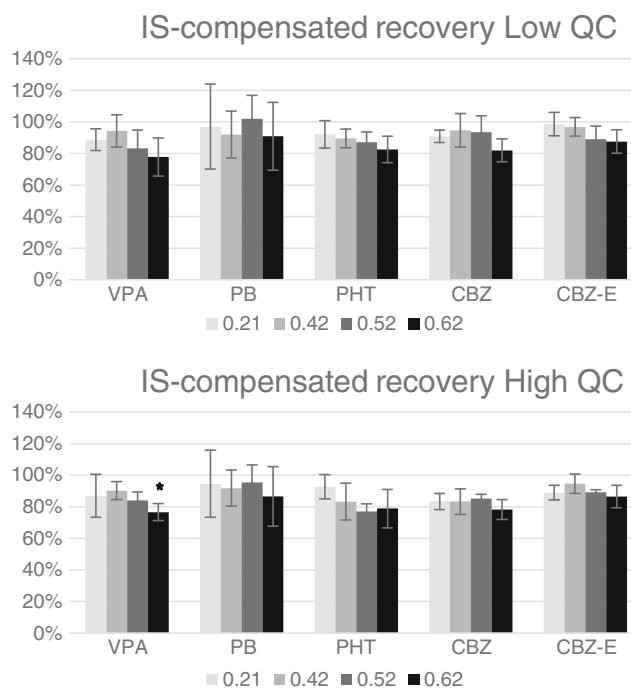 IS-compensated recovery Low QC
140%
120%
100%
80%
60%
40%
20%
0%
VPA PB PHT CBZ CBZ-E
0.21 0.42 0.52 0.62
IS-compensated recovery High QC
140%
120%
100%
80%
60%
40%
20%
0%
*
VPA PB PHT CBZ CBZ-E
0.21 0.42 0.52 0.62